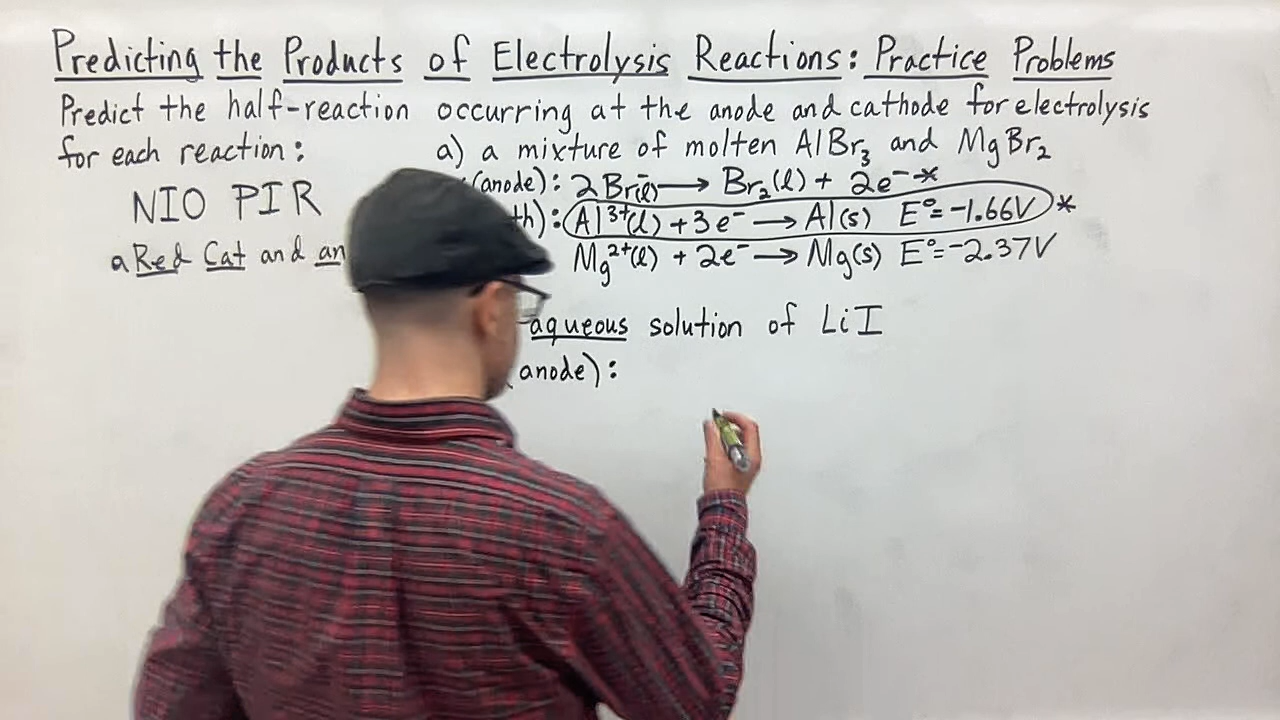 Predicting the Products of Electrolysis Reactions: Practice Problems
Predict the half-reaction occurring at the anode and cathode for electrolysis
for each reaction:
a) a mixture of molten AlBr₃ and MgBr₂
NIO PIR
a Red Cat and an
(anode): 2Br⁻(l) → Br₂(l) + 2e⁻ *
th): Al³⁺(l) + 3e⁻ → Al(s) E°=-1.66V *
Mg²⁺(l) + 2e⁻ → Mg(s) E°=-2.37V
aqueous solution of LiI
(anode):